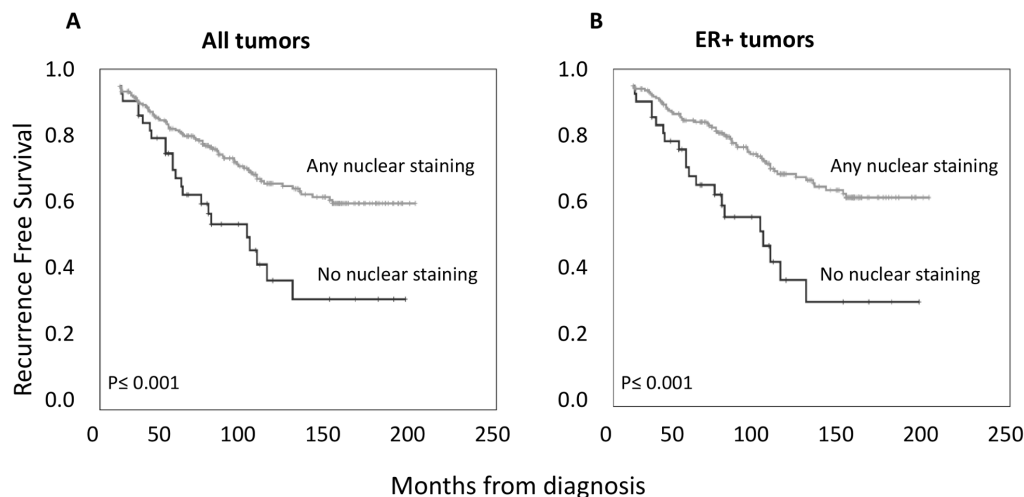 A
All tumors
Recurrence Free Survival
1.0
0.8
0.6
0.4
0.2
0.0
Any nuclear staining
No nuclear staining
P≤ 0.001
0 50 100 150 200 250
B
ER+ tumors
1.0
0.8
0.6
0.4
0.2
0.0
Any nuclear staining
No nuclear staining
P≤ 0.001
0 50 100 150 200 250
Months from diagnosis